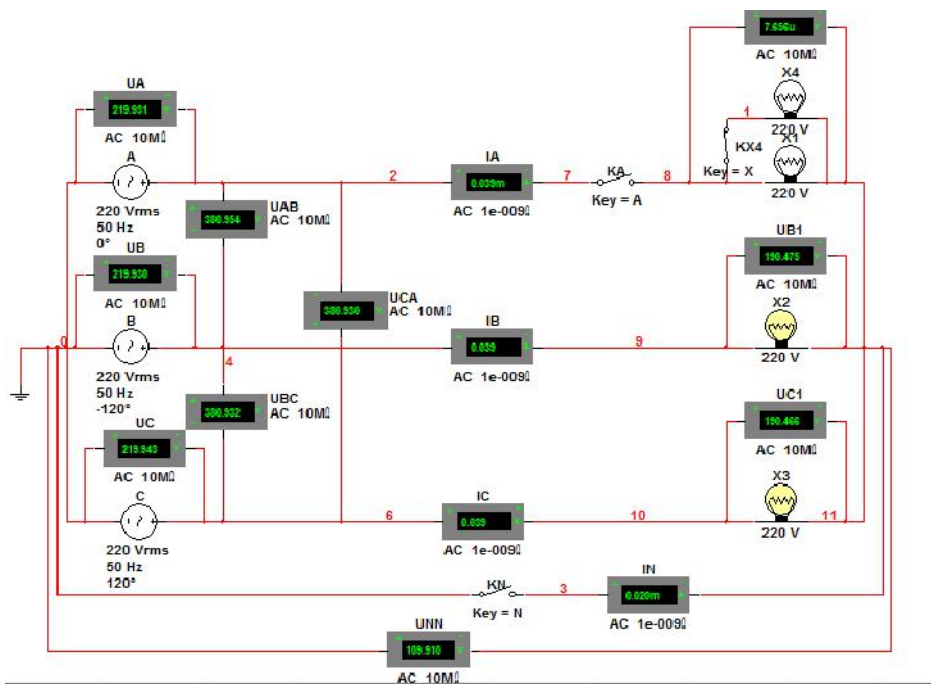 7.656u
AC 10MΩ
X4
1
220 V
KX4
X1
Key = X
220 V
UA
219.931
AC 10MΩ
A
220 Vrms
50 Hz
0°
2
IA
0.039m
AC 1e-009Ω
7
KA
Key = A
8
UAB
380.954
AC 10MΩ
UB
219.930
AC 10MΩ
B
220 Vrms
50 Hz
-120°
0
UCA
380.930
AC 10MΩ
IB
0.039
AC 1e-009Ω
9
UB1
190.475
AC 10MΩ
X2
220 V
4
UBC
380.932
AC 10MΩ
UC
219.943
AC 10MΩ
C
220 Vrms
50 Hz
120°
6
IC
0.039
AC 1e-009Ω
10
UC1
190.466
AC 10MΩ
X3
11
220 V
KN
Key = N
3
IN
0.020m
AC 1e-009Ω
UNN
109.910
AC 10MΩ